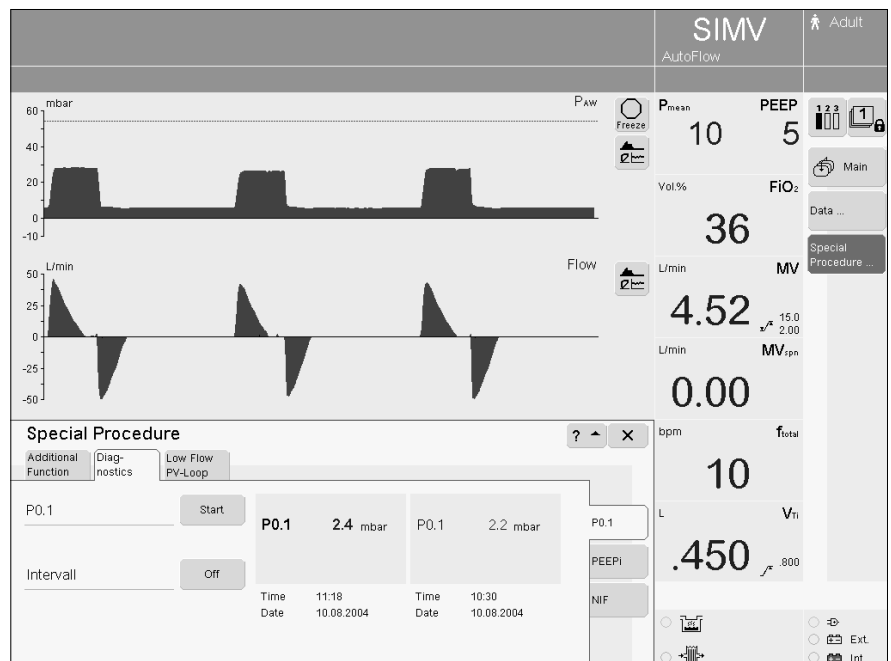 SIMV
AutoFlow
Adult
mbar
PAW
60
40
20
0
-10
Freeze
L/min
Flow
50
25
0
-25
-50
Pmean PEEP
10 5
Vol.% FiO2
36
L/min MV
4.52 15.0
2.00
L/min MVspn
0.00
bpm ftotal
10
L VTi
.450 .800
1 2 3
1
Main
Data ...
Special
Procedure ...
Special Procedure
?
Additional
Function
Diag-
nostics
Low Flow
PV-Loop
P0.1 Start
Intervall Off
P0.1 2.4 mbar
Time 11:18
Date 10.08.2004
P0.1 2.2 mbar
Time 10:30
Date 10.08.2004
P0.1
PEEPi
NIF
Ext.
Int.